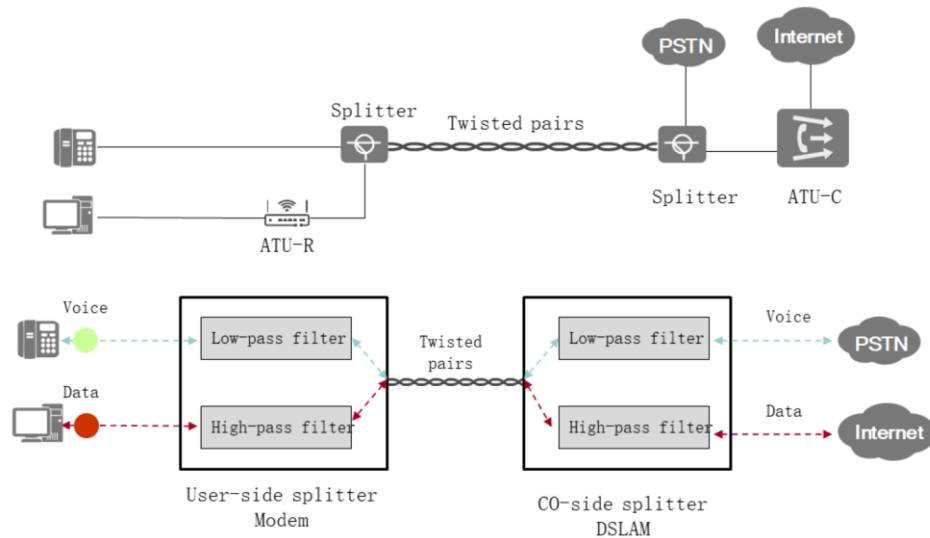 PSTN
Internet
Splitter
Twisted pairs
Splitter
ATU-C
ATU-R
Voice
Low-pass filter
Twisted
pairs
Low-pass filter
Voice
PSTN
Data
High-pass filter
High-pass filter
Data
Internet
User-side splitter
Modem
CO-side splitter
DSLAM